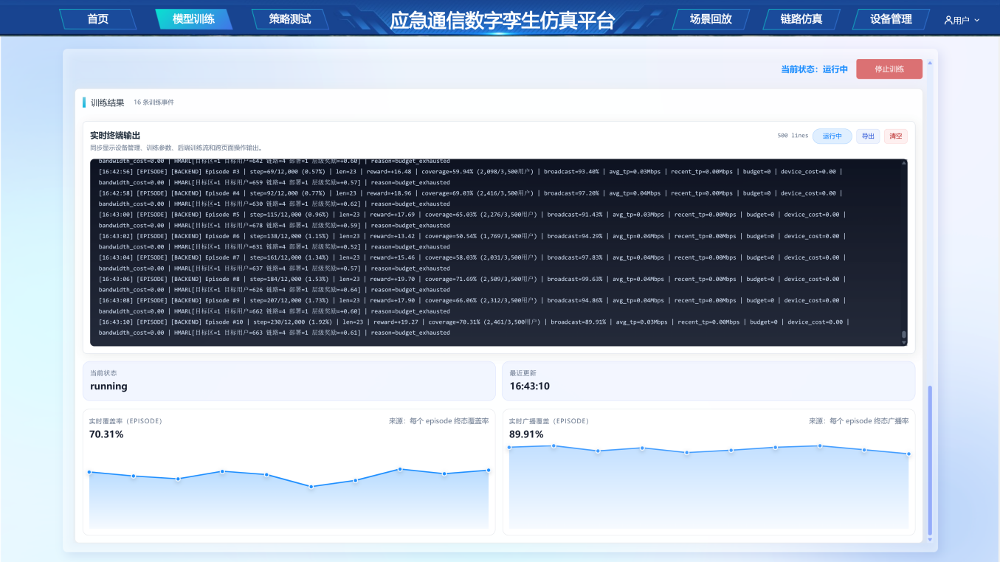 首页
模型训练
策略测试
应急通信数字孪生仿真平台
场景回放
链路仿真
设备管理
用户
当前状态：运行中
停止训练
训练结果 16 条训练事件
实时终端输出
500 lines 运行中 导出 清空
同步显示设备管理、训练参数、后端训练流和跨页面操作输出。
bandwidth_cost=0.00 | HMARL[目标区=1 目标用户=642 链路=4 部署=1 层级奖励=+0.60] | reason=budget_exhausted
[16:42:56] [EPISODE] [BACKEND] Episode #3 | step=69/12,000 (0.57%) | len=23 | reward=+16.48 | coverage=59.94% (2,098/3,500用户) | broadcast=93.40% | avg_tp=0.03Mbps | recent_tp=0.00Mbps | budget=0 | device_cost=0.00 |
bandwidth_cost=0.00 | HMARL[目标区=1 目标用户=659 链路=4 部署=1 层级奖励=+0.57] | reason=budget_exhausted
[16:42:58] [EPISODE] [BACKEND] Episode #4 | step=92/12,000 (0.77%) | len=23 | reward=+18.96 | coverage=69.03% (2,416/3,500用户) | broadcast=97.20% | avg_tp=0.04Mbps | recent_tp=0.00Mbps | budget=0 | device_cost=0.00 |
bandwidth_cost=0.00 | HMARL[目标区=1 目标用户=630 链路=4 部署=1 层级奖励=+0.62] | reason=budget_exhausted
[16:43:00] [EPISODE] [BACKEND] Episode #5 | step=115/12,000 (0.96%) | len=23 | reward=+17.69 | coverage=65.03% (2,276/3,500用户) | broadcast=91.43% | avg_tp=0.03Mbps | recent_tp=0.00Mbps | budget=0 | device_cost=0.00 |
bandwidth_cost=0.00 | HMARL[目标区=1 目标用户=678 链路=4 部署=1 层级奖励=+0.59] | reason=budget_exhausted
[16:43:02] [EPISODE] [BACKEND] Episode #6 | step=138/12,000 (1.15%) | len=23 | reward=+13.42 | coverage=50.54% (1,769/3,500用户) | broadcast=94.29% | avg_tp=0.04Mbps | recent_tp=0.00Mbps | budget=0 | device_cost=0.00 |
bandwidth_cost=0.00 | HMARL[目标区=1 目标用户=631 链路=4 部署=1 层级奖励=+0.52] | reason=budget_exhausted
[16:43:04] [EPISODE] [BACKEND] Episode #7 | step=161/12,000 (1.34%) | len=23 | reward=+15.46 | coverage=58.03% (2,031/3,500用户) | broadcast=97.83% | avg_tp=0.04Mbps | recent_tp=0.00Mbps | budget=0 | device_cost=0.00 |
bandwidth_cost=0.00 | HMARL[目标区=1 目标用户=637 链路=4 部署=1 层级奖励=+0.57] | reason=budget_exhausted
[16:43:06] [EPISODE] [BACKEND] Episode #8 | step=184/12,000 (1.53%) | len=23 | reward=+19.70 | coverage=71.69% (2,509/3,500用户) | broadcast=99.63% | avg_tp=0.04Mbps | recent_tp=0.00Mbps | budget=0 | device_cost=0.00 |
bandwidth_cost=0.00 | HMARL[目标区=1 目标用户=626 链路=4 部署=1 层级奖励=+0.64] | reason=budget_exhausted
[16:43:08] [EPISODE] [BACKEND] Episode #9 | step=207/12,000 (1.73%) | len=23 | reward=+17.90 | coverage=66.06% (2,312/3,500用户) | broadcast=94.86% | avg_tp=0.04Mbps | recent_tp=0.00Mbps | budget=0 | device_cost=0.00 |
bandwidth_cost=0.00 | HMARL[目标区=1 目标用户=662 链路=4 部署=1 层级奖励=+0.60] | reason=budget_exhausted
[16:43:10] [EPISODE] [BACKEND] Episode #10 | step=230/12,000 (1.92%) | len=23 | reward=+19.27 | coverage=70.31% (2,461/3,500用户) | broadcast=89.91% | avg_tp=0.03Mbps | recent_tp=0.00Mbps | budget=0 | device_cost=0.00 |
bandwidth_cost=0.00 | HMARL[目标区=1 目标用户=663 链路=4 部署=1 层级奖励=+0.61] | reason=budget_exhausted
当前状态
running
最近更新
16:43:10
实时覆盖率（EPISODE） 来源：每个 episode 终态覆盖率
70.31%
实时广播覆盖（EPISODE） 来源：每个 episode 终态广播率
89.91%